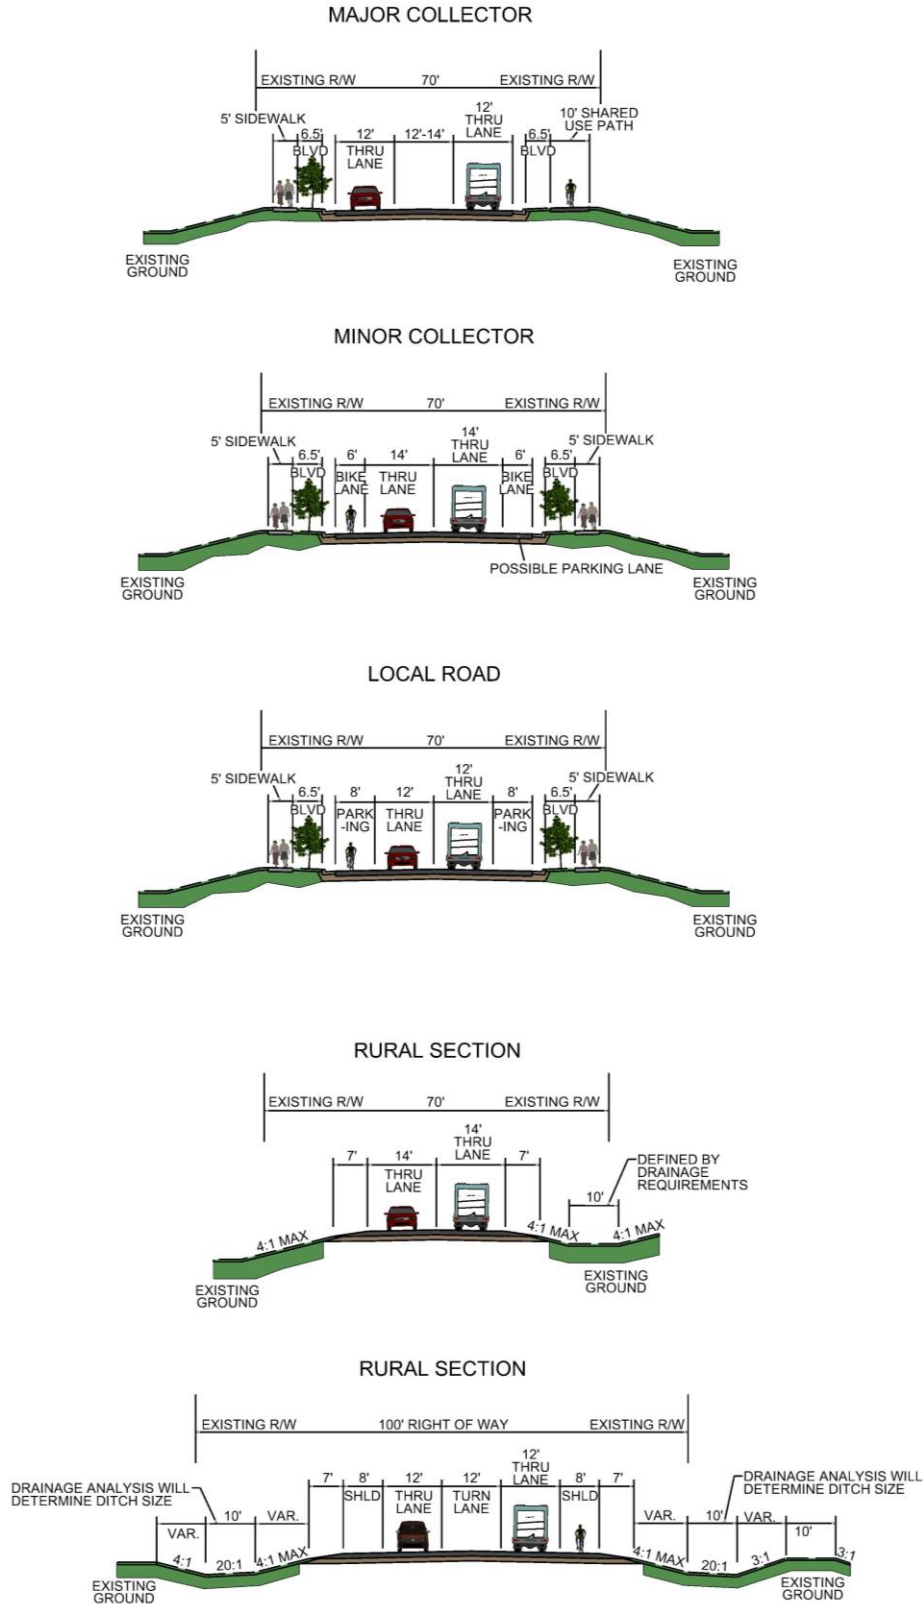 MAJOR COLLECTOR
EXISTING R/W 70' EXISTING R/W
5' SIDEWALK
6.5'
BLVD
12'
THRU
LANE
12'-14'
12'
THRU
LANE
6.5'
BLVD
10' SHARED
USE PATH
EXISTING
GROUND
EXISTING
GROUND
MINOR COLLECTOR
EXISTING R/W 70' EXISTING R/W
5' SIDEWALK
6.5'
BLVD
6'
BIKE
LANE
14'
THRU
LANE
14'
THRU
LANE
6'
BIKE
LANE
6.5'
BLVD
5' SIDEWALK
POSSIBLE PARKING LANE
EXISTING
GROUND
EXISTING
GROUND
LOCAL ROAD
EXISTING R/W 70' EXISTING R/W
5' SIDEWALK
6.5'
BLVD
8'
PARK
-ING
12'
THRU
LANE
12'
THRU
LANE
8'
PARK
-ING
6.5'
BLVD
5' SIDEWALK
EXISTING
GROUND
EXISTING
GROUND
RURAL SECTION
EXISTING R/W 70' EXISTING R/W
7'
14'
THRU
LANE
14'
THRU
LANE
7'
DEFINED BY
DRAINAGE
REQUIREMENTS
10'
4:1 MAX
4:1 MAX
4:1 MAX
EXISTING
GROUND
EXISTING
GROUND
RURAL SECTION
EXISTING R/W 100' RIGHT OF WAY EXISTING R/W
DRAINAGE ANALYSIS WILL
DETERMINE DITCH SIZE
VAR.
10'
VAR.
7'
8'
SHLD
12'
THRU
LANE
12'
TURN
LANE
12'
THRU
LANE
8'
SHLD
7'
DRAINAGE ANALYSIS WILL
DETERMINE DITCH SIZE
VAR.
10'
VAR.
10'
4:1
20:1
4:1 MAX
4:1 MAX
20:1
3:1
3:1
EXISTING
GROUND
EXISTING
GROUND